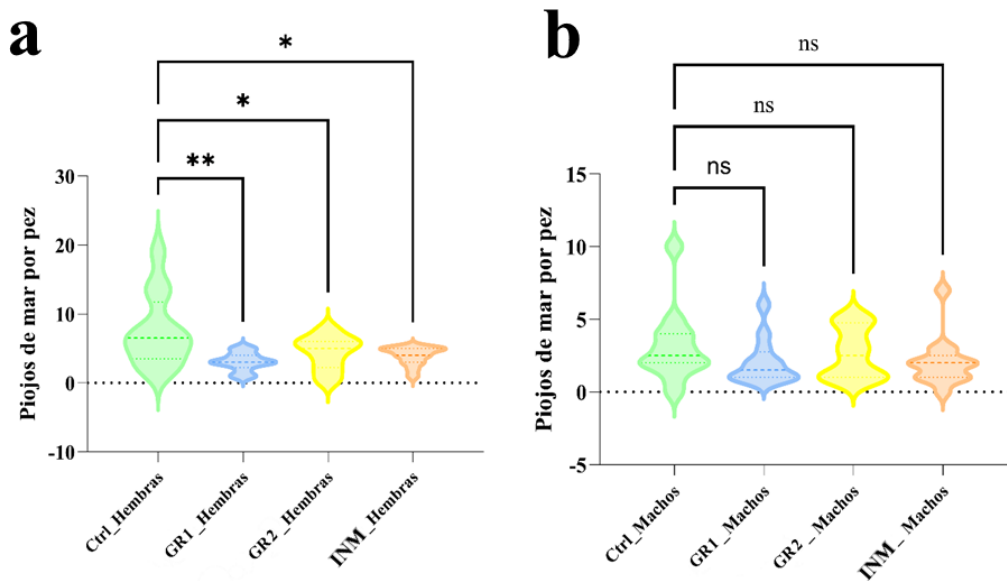 a
*
*
**
Piojos de mar por pez
30
20
10
0
-10
Ctrl_Hembras
GR1_Hembras
GR2_Hembras
INM_Hembras
b
ns
ns
ns
Piojos de mar por pez
15
10
5
0
-5
Ctrl_Machos
GR1_Machos
GR2_Machos
INM_Machos